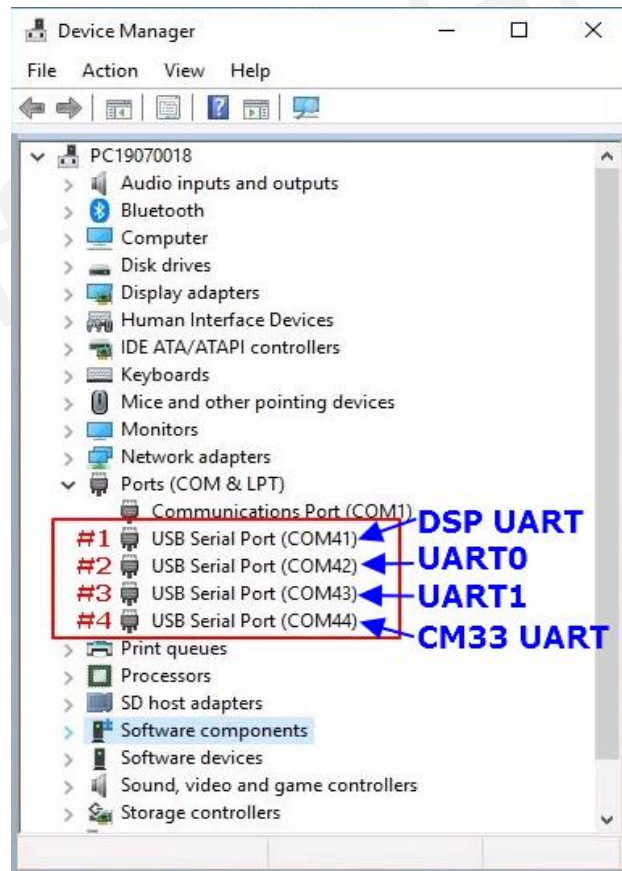 Device Manager
File Action View Help
PC19070018
Audio inputs and outputs
Bluetooth
Computer
Disk drives
Display adapters
Human Interface Devices
IDE ATA/ATAPI controllers
Keyboards
Mice and other pointing devices
Monitors
Network adapters
Ports (COM & LPT)
Communications Port (COM1)
#1 USB Serial Port (COM41) DSP UART
#2 USB Serial Port (COM42) UART0
#3 USB Serial Port (COM43) UART1
#4 USB Serial Port (COM44) CM33 UART
Print queues
Processors
SD host adapters
Software components
Software devices
Sound, video and game controllers
Storage controllers